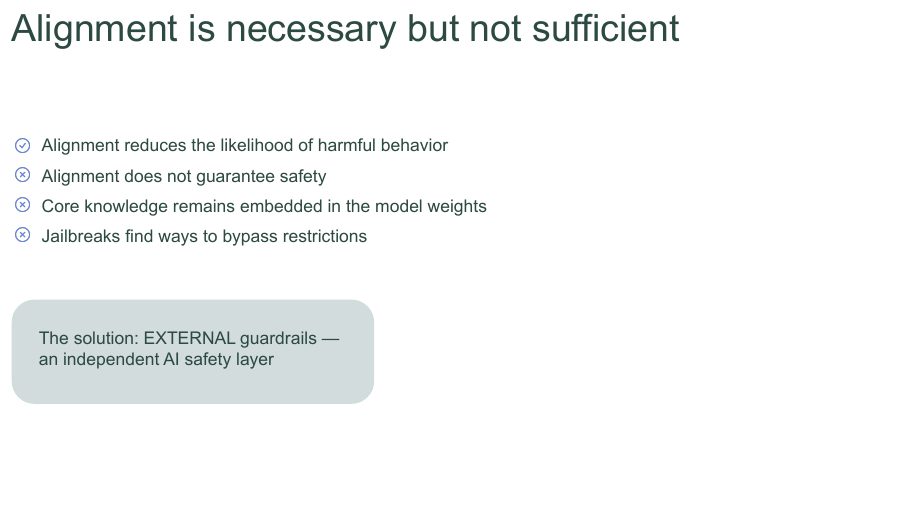 Alignment is necessary but not sufficient
Alignment reduces the likelihood of harmful behavior
Alignment does not guarantee safety
Core knowledge remains embedded in the model weights
Jailbreaks find ways to bypass restrictions
The solution: EXTERNAL guardrails —
an independent AI safety layer